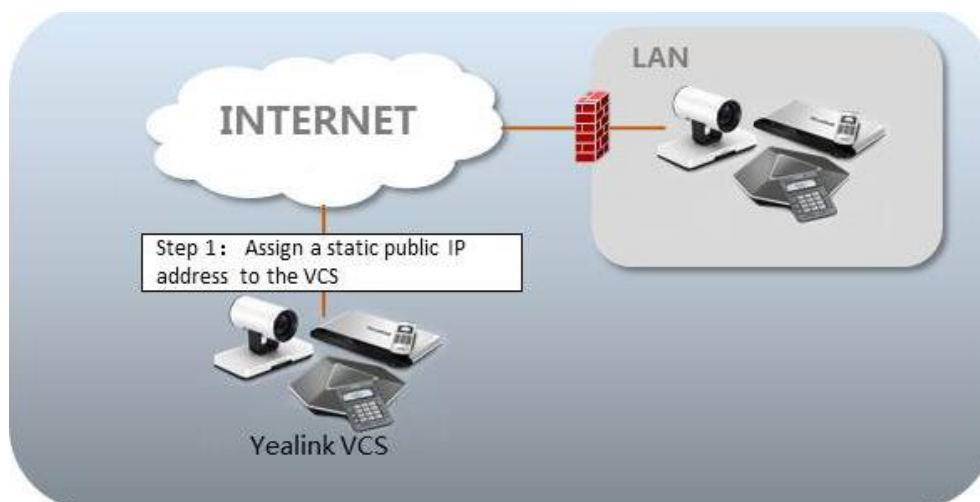 INTERNET
LAN
Step 1: Assign a static public IP
address to the VCS
Yealink VCS